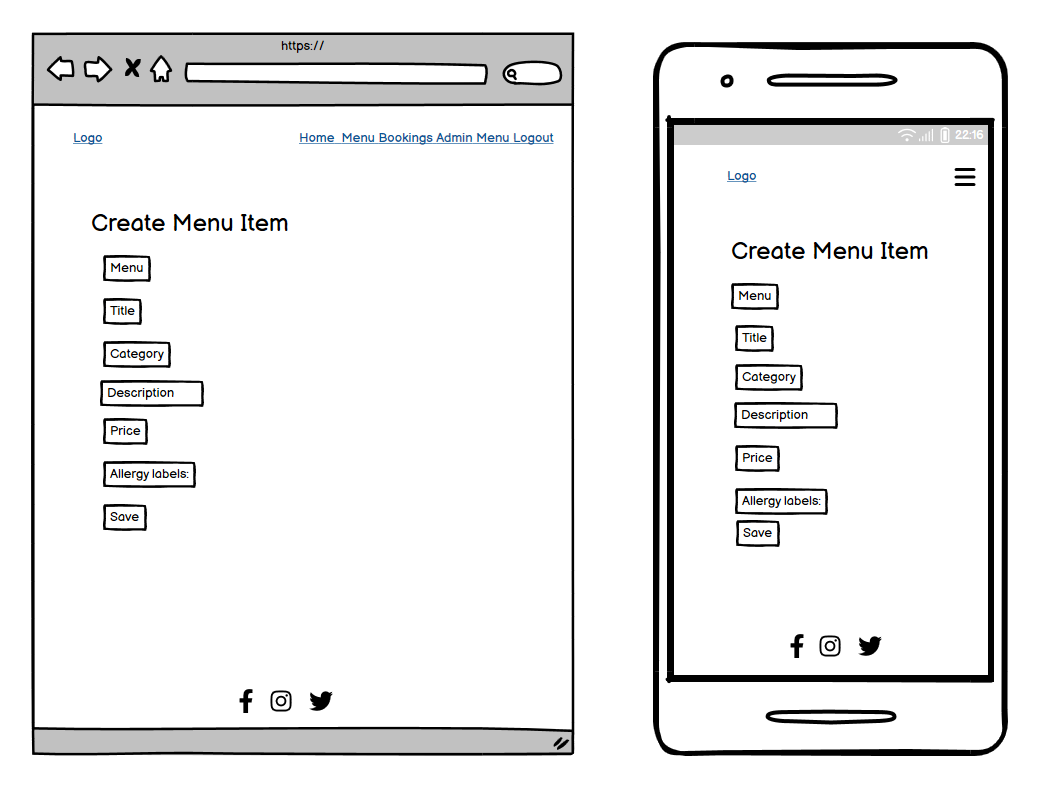 https://
Logo
Home Menu Bookings Admin Menu Logout
Create Menu Item
Menu
Title
Category
Description
Price
Allergy labels:
Save
22:16
Logo
Create Menu Item
Menu
Title
Category
Description
Price
Allergy labels:
Save